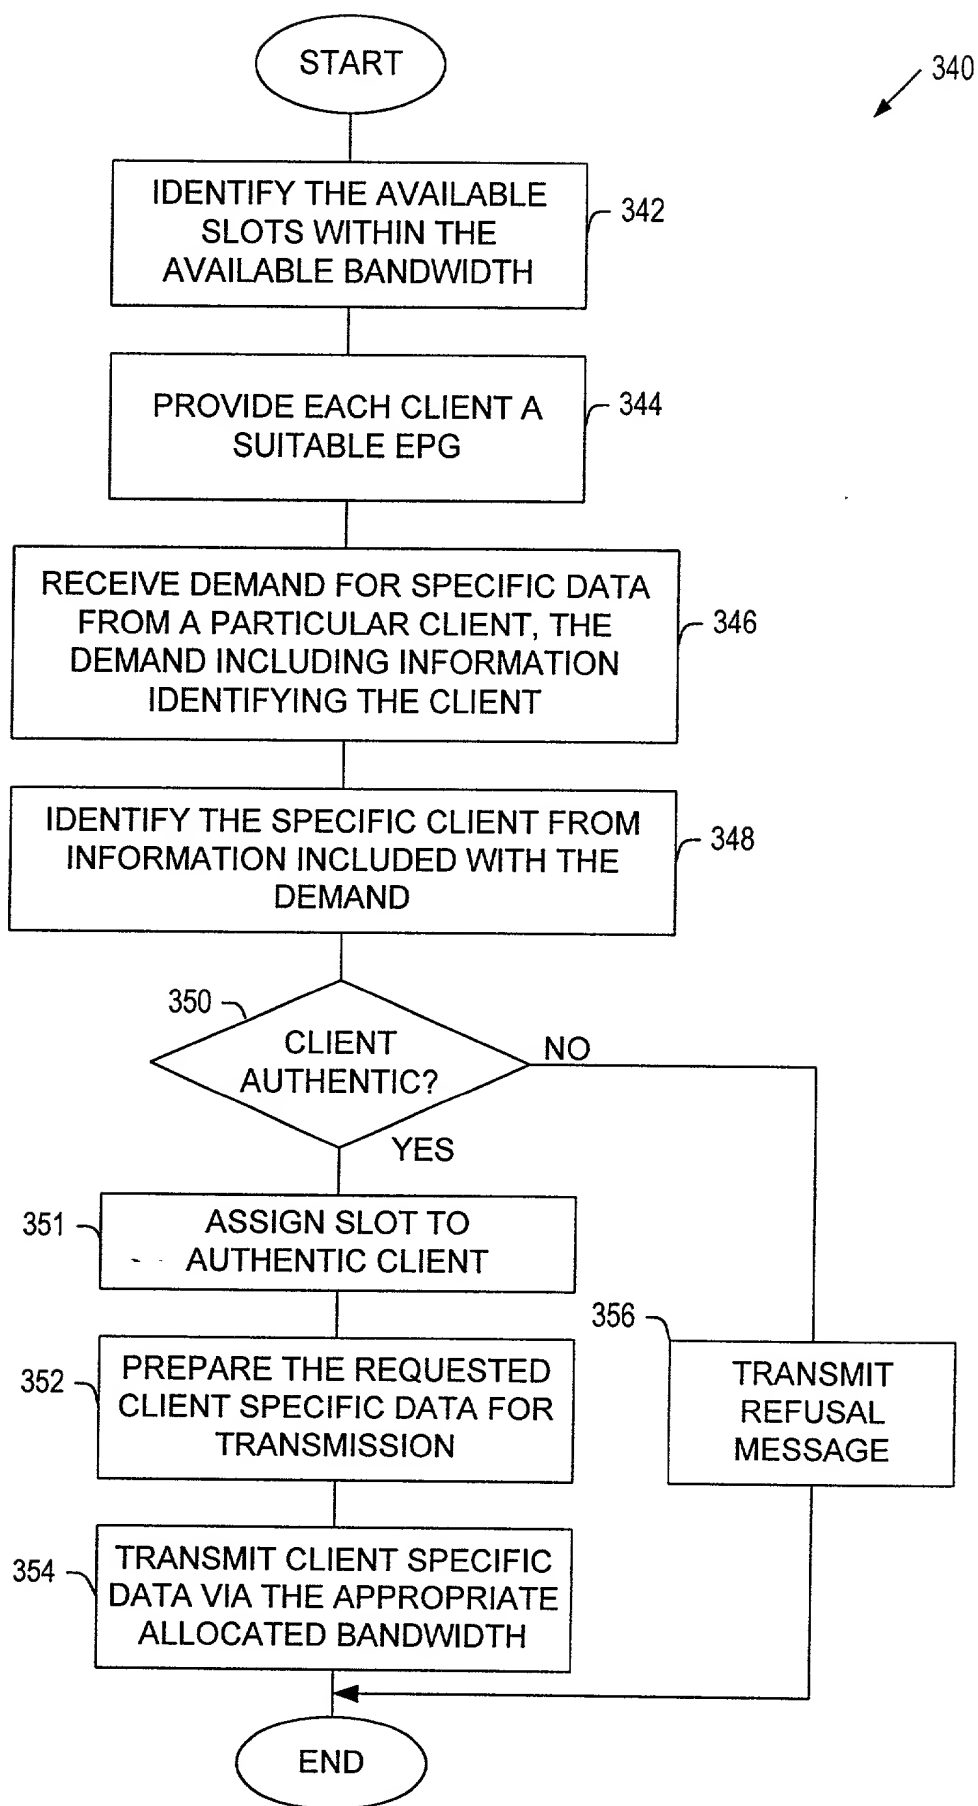 START
340
IDENTIFY THE AVAILABLE
SLOTS WITHIN THE
AVAILABLE BANDWIDTH
342
PROVIDE EACH CLIENT A
SUITABLE EPG
344
RECEIVE DEMAND FOR SPECIFIC DATA
FROM A PARTICULAR CLIENT, THE
DEMAND INCLUDING INFORMATION
IDENTIFYING THE CLIENT
346
IDENTIFY THE SPECIFIC CLIENT FROM
INFORMATION INCLUDED WITH THE
DEMAND
348
350
CLIENT
AUTHENTIC?
NO
YES
351
ASSIGN SLOT TO
AUTHENTIC CLIENT
352
PREPARE THE REQUESTED
CLIENT SPECIFIC DATA FOR
TRANSMISSION
356
TRANSMIT
REFUSAL
MESSAGE
354
TRANSMIT CLIENT SPECIFIC
DATA VIA THE APPROPRIATE
ALLOCATED BANDWIDTH
END